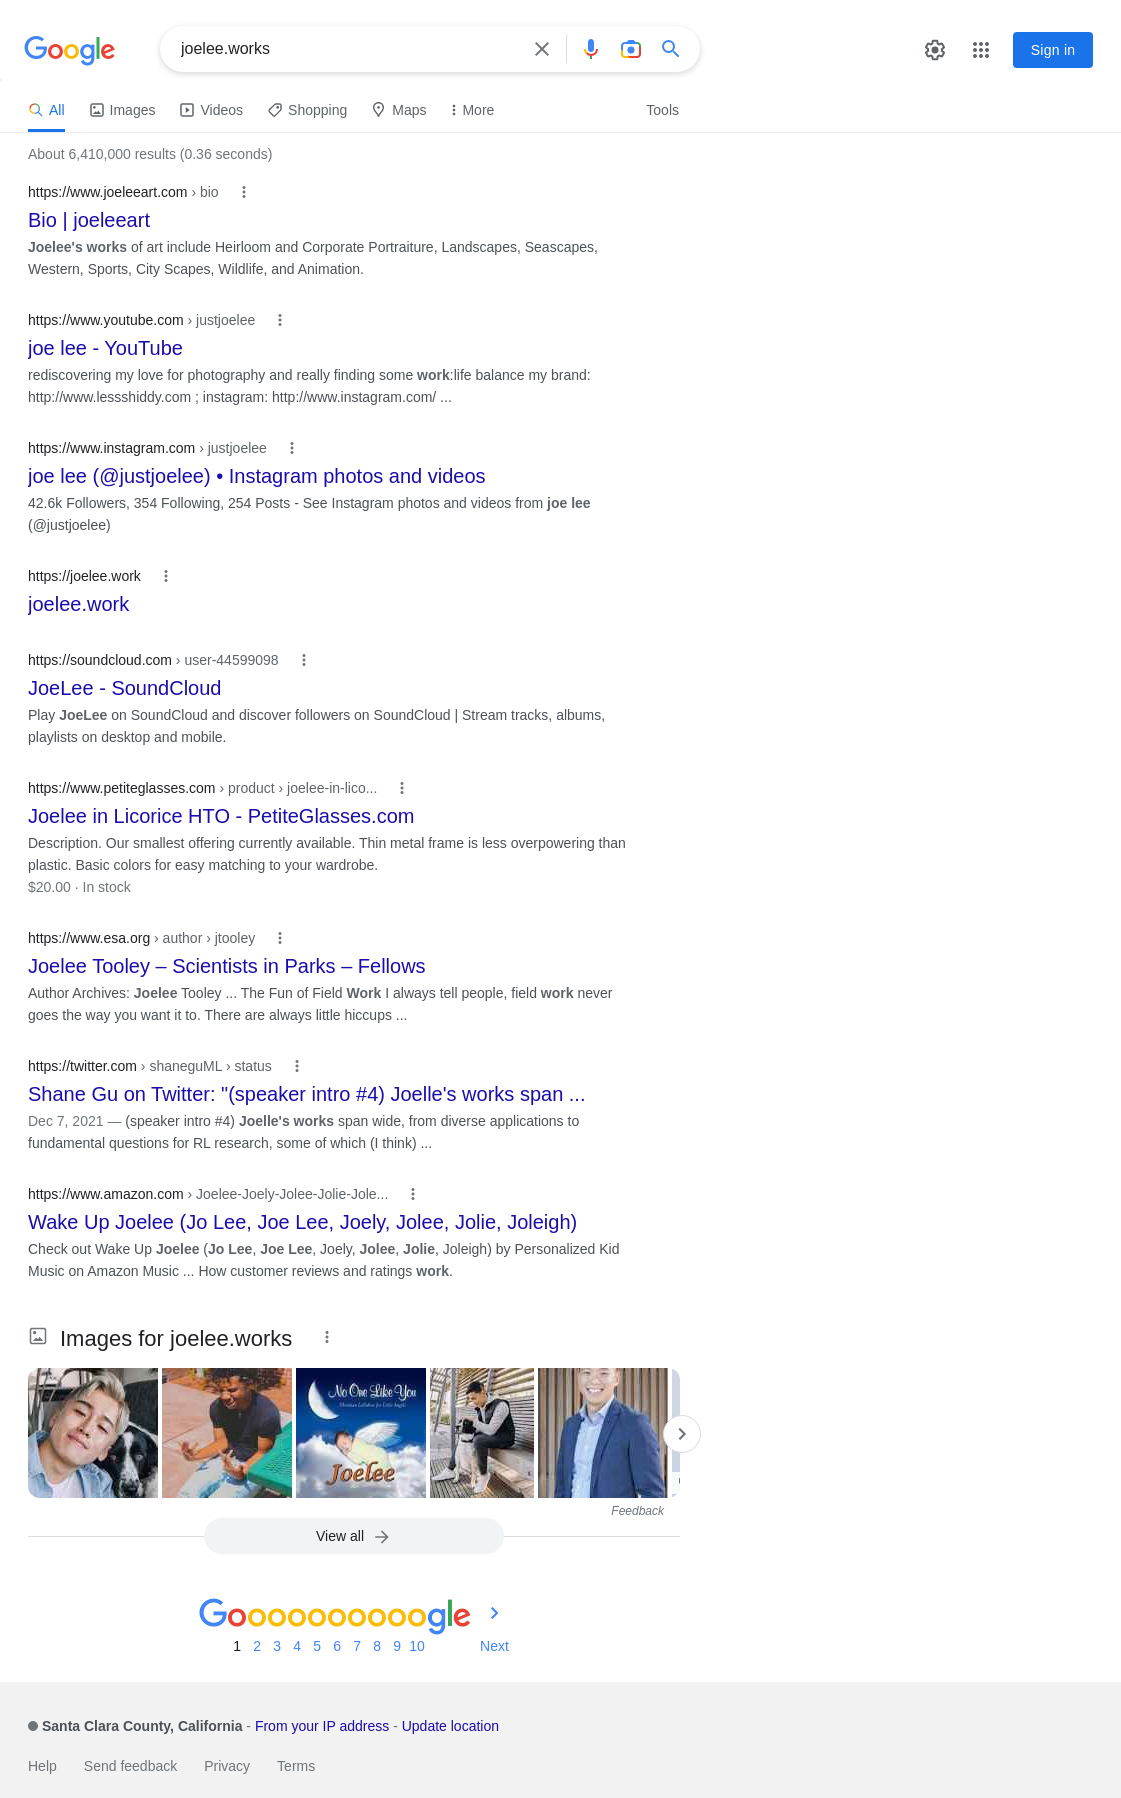 Google
joelee.works
Sign in
All Images Videos Shopping Maps More Tools
About 6,410,000 results (0.36 seconds)
https://www.joeleeart.com › bio
Bio | joeleeart
Joelee's works of art include Heirloom and Corporate Portraiture, Landscapes, Seascapes,
Western, Sports, City Scapes, Wildlife, and Animation.
https://www.youtube.com › justjoelee
joe lee - YouTube
rediscovering my love for photography and really finding some work:life balance my brand:
http://www.lessshiddy.com ; instagram: http://www.instagram.com/ ...
https://www.instagram.com › justjoelee
joe lee (@justjoelee) • Instagram photos and videos
42.6k Followers, 354 Following, 254 Posts - See Instagram photos and videos from joe lee
(@justjoelee)
https://joelee.work
joelee.work
https://soundcloud.com › user-44599098
JoeLee - SoundCloud
Play JoeLee on SoundCloud and discover followers on SoundCloud | Stream tracks, albums,
playlists on desktop and mobile.
https://www.petiteglasses.com › product › joelee-in-lico...
Joelee in Licorice HTO - PetiteGlasses.com
Description. Our smallest offering currently available. Thin metal frame is less overpowering than
plastic. Basic colors for easy matching to your wardrobe.
$20.00 · In stock
https://www.esa.org › author › jtooley
Joelee Tooley – Scientists in Parks – Fellows
Author Archives: Joelee Tooley ... The Fun of Field Work I always tell people, field work never
goes the way you want it to. There are always little hiccups ...
https://twitter.com › shaneguML › status
Shane Gu on Twitter: "(speaker intro #4) Joelle's works span ...
Dec 7, 2021 — (speaker intro #4) Joelle's works span wide, from diverse applications to
fundamental questions for RL research, some of which (I think) ...
https://www.amazon.com › Joelee-Joely-Jolee-Jolie-Jole...
Wake Up Joelee (Jo Lee, Joe Lee, Joely, Jolee, Jolie, Joleigh)
Check out Wake Up Joelee (Jo Lee, Joe Lee, Joely, Jolee, Jolie, Joleigh) by Personalized Kid
Music on Amazon Music ... How customer reviews and ratings work.
Images for joelee.works
No One Like You
Christian Lullabies for Little Angels
Joelee
Feedback
View all
Goooooooooogle
1 2 3 4 5 6 7 8 9 10 Next
Santa Clara County, California - From your IP address - Update location
Help Send feedback Privacy Terms